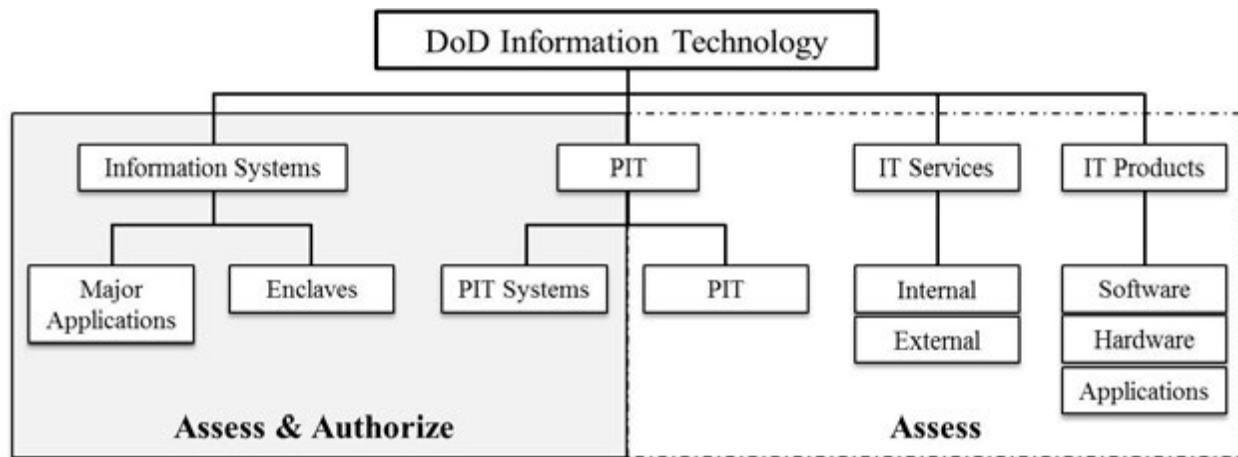 DoD Information Technology
Information Systems
PIT
IT Services
IT Products
Major
Applications
Enclaves
PIT Systems
PIT
Internal
External
Software
Hardware
Applications
Assess & Authorize
Assess